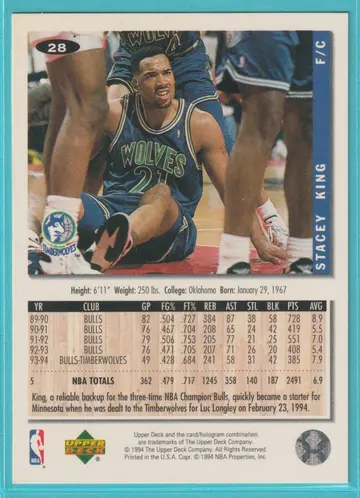 28
F/C
STACEY KING
WOLVES
21
TIMBERWOLVES
Height: 6'11" Weight: 250 lbs. College: Oklahoma Born: January 29, 1967
YR CLUB GP FG% FT% REB AST STL BLK PTS AVG
89-90 BULLS 82 .504 .727 384 87 38 58 728 8.9
90-91 BULLS 76 .467 .704 208 65 24 42 419 5.5
91-92 BULLS 79 .506 .753 205 77 21 25 551 7.0
92-93 BULLS 76 .471 .705 207 71 26 20 408 5.4
93-94 BULLS-TIMBERWOLVES 49 .428 .684 241 58 31 42 385 7.9
5 NBA TOTALS 362 .479 .717 1245 358 140 187 2491 6.9
King, a reliable backup for the three-time NBA Champion Bulls, quickly became a starter for
Minnesota when he was dealt to the Timberwolves for Luc Longley on February 23, 1994.
NBA
UPPER DECK
Upper Deck and the card/hologram combination
are trademarks of The Upper Deck Company.
© 1994 The Upper Deck Company. All Rights Reserved.
Printed in the U.S.A. Copr. © 1994 NBA Properties, Inc.